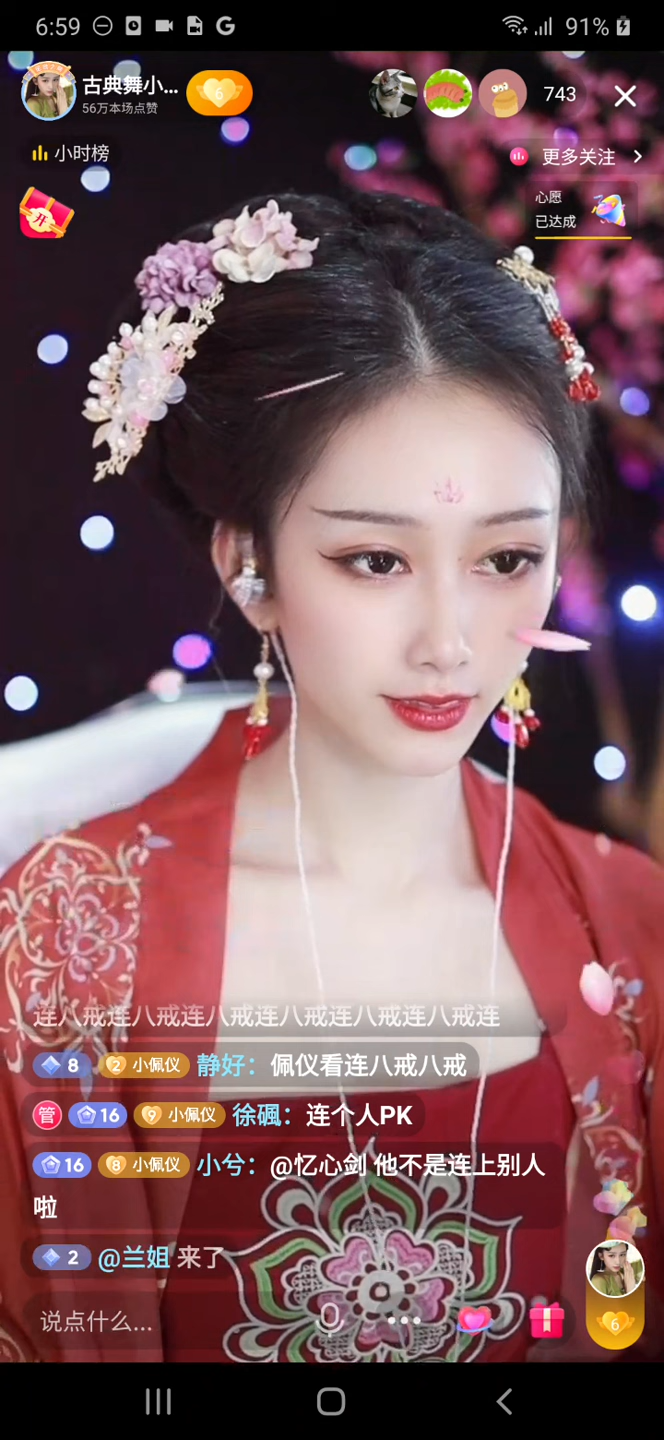 6:59
91%
古典舞小...
56万本场点赞
6
743
小时榜
更多关注
开
心愿
已达成
连八戒连八戒连八戒连八戒连八戒连八戒连
8 2 小佩仪 静好：佩仪看连八戒八戒
管 16 9 小佩仪 徐砜：连个人PK
16 8 小佩仪 小兮：@忆心剑 他不是连上别人
啦
2 @兰姐 来了
说点什么...
6